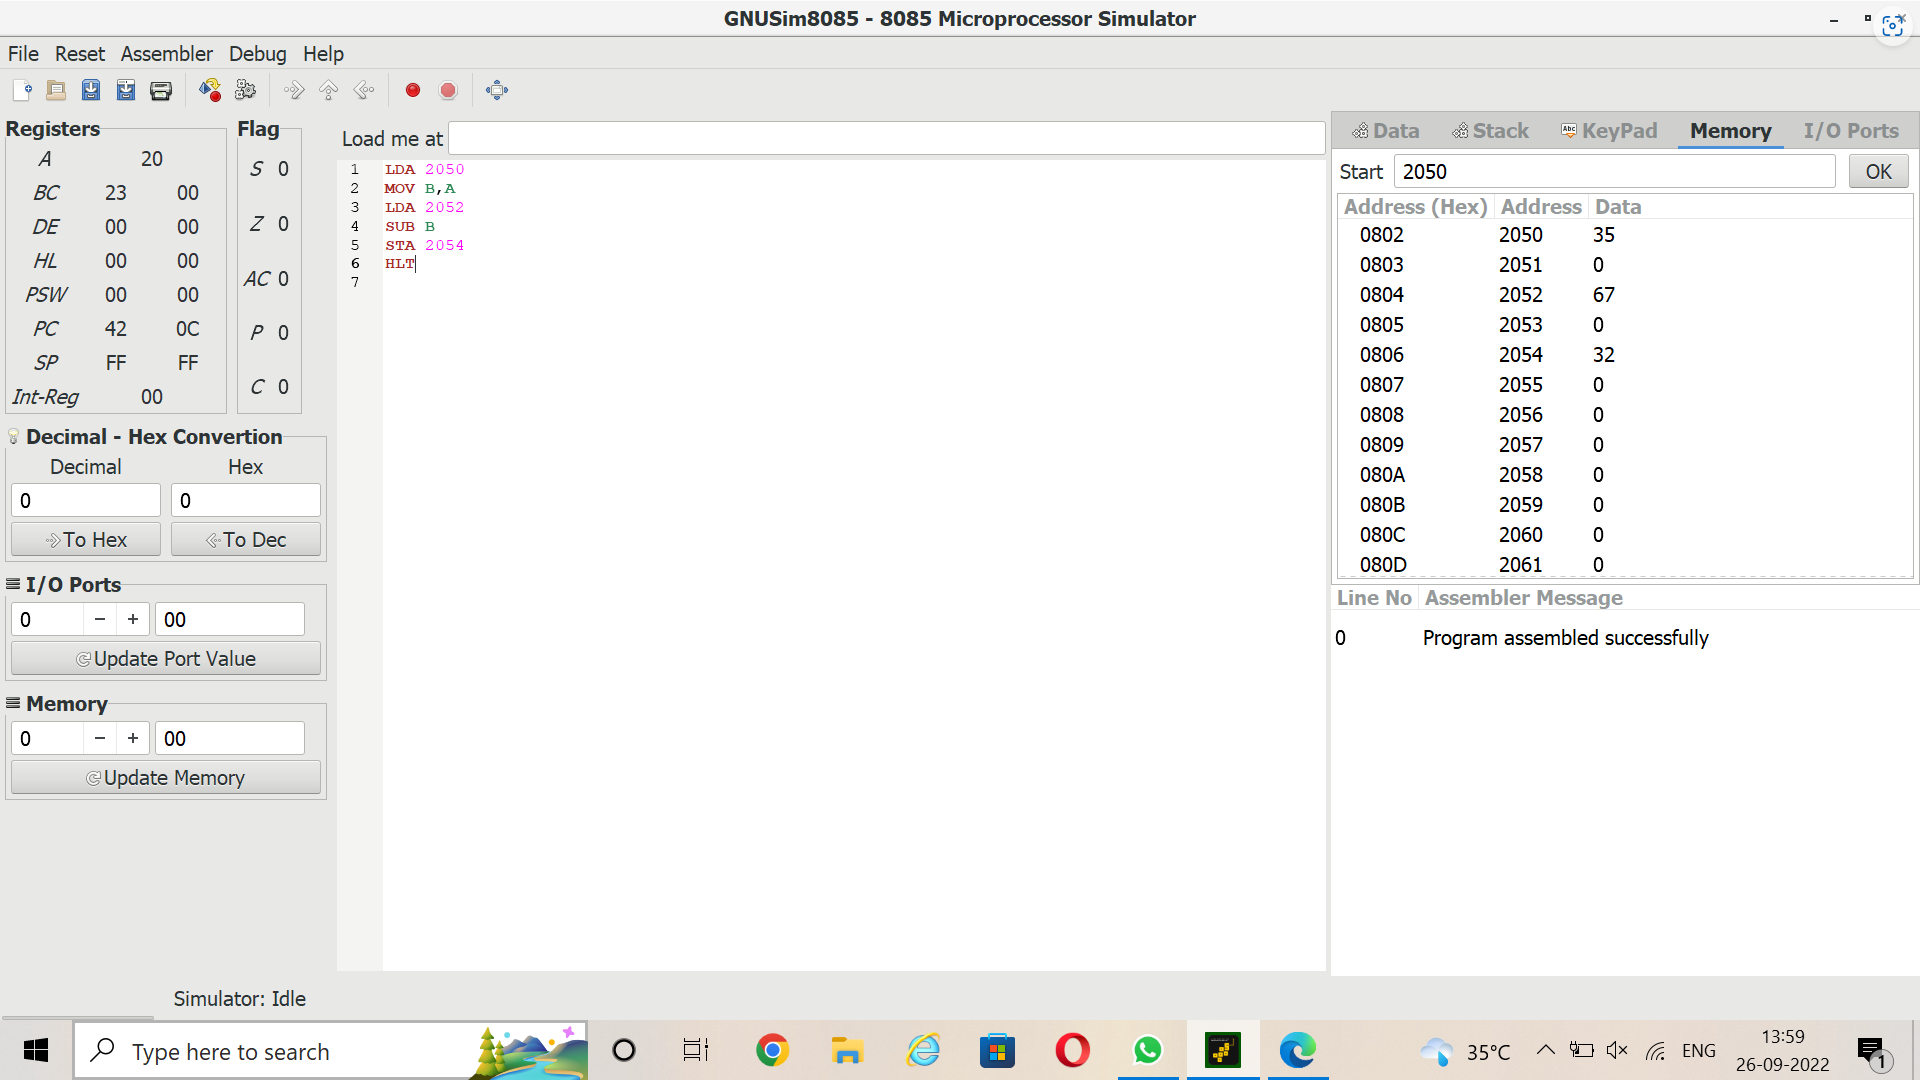 GNUSim8085 - 8085 Microprocessor Simulator
File Reset Assembler Debug Help
Registers
A 20
BC 23 00
DE 00 00
HL 00 00
PSW 00 00
PC 42 0C
SP FF FF
Int-Reg 00
Flag
S 0
Z 0
AC 0
P 0
C 0
Decimal - Hex Convertion
Decimal Hex
0 0
To Hex To Dec
I/O Ports
0 − + 00
Update Port Value
Memory
0 − + 00
Update Memory
Load me at
1 LDA 2050
2 MOV B,A
3 LDA 2052
4 SUB B
5 STA 2054
6 HLT
7
Data Stack Abc KeyPad Memory I/O Ports
Start 2050 OK
Address (Hex) Address Data
0802 2050 35
0803 2051 0
0804 2052 67
0805 2053 0
0806 2054 32
0807 2055 0
0808 2056 0
0809 2057 0
080A 2058 0
080B 2059 0
080C 2060 0
080D 2061 0
Line No Assembler Message
0 Program assembled successfully
Simulator: Idle
Type here to search
35°C ENG 13:59
26-09-2022
1